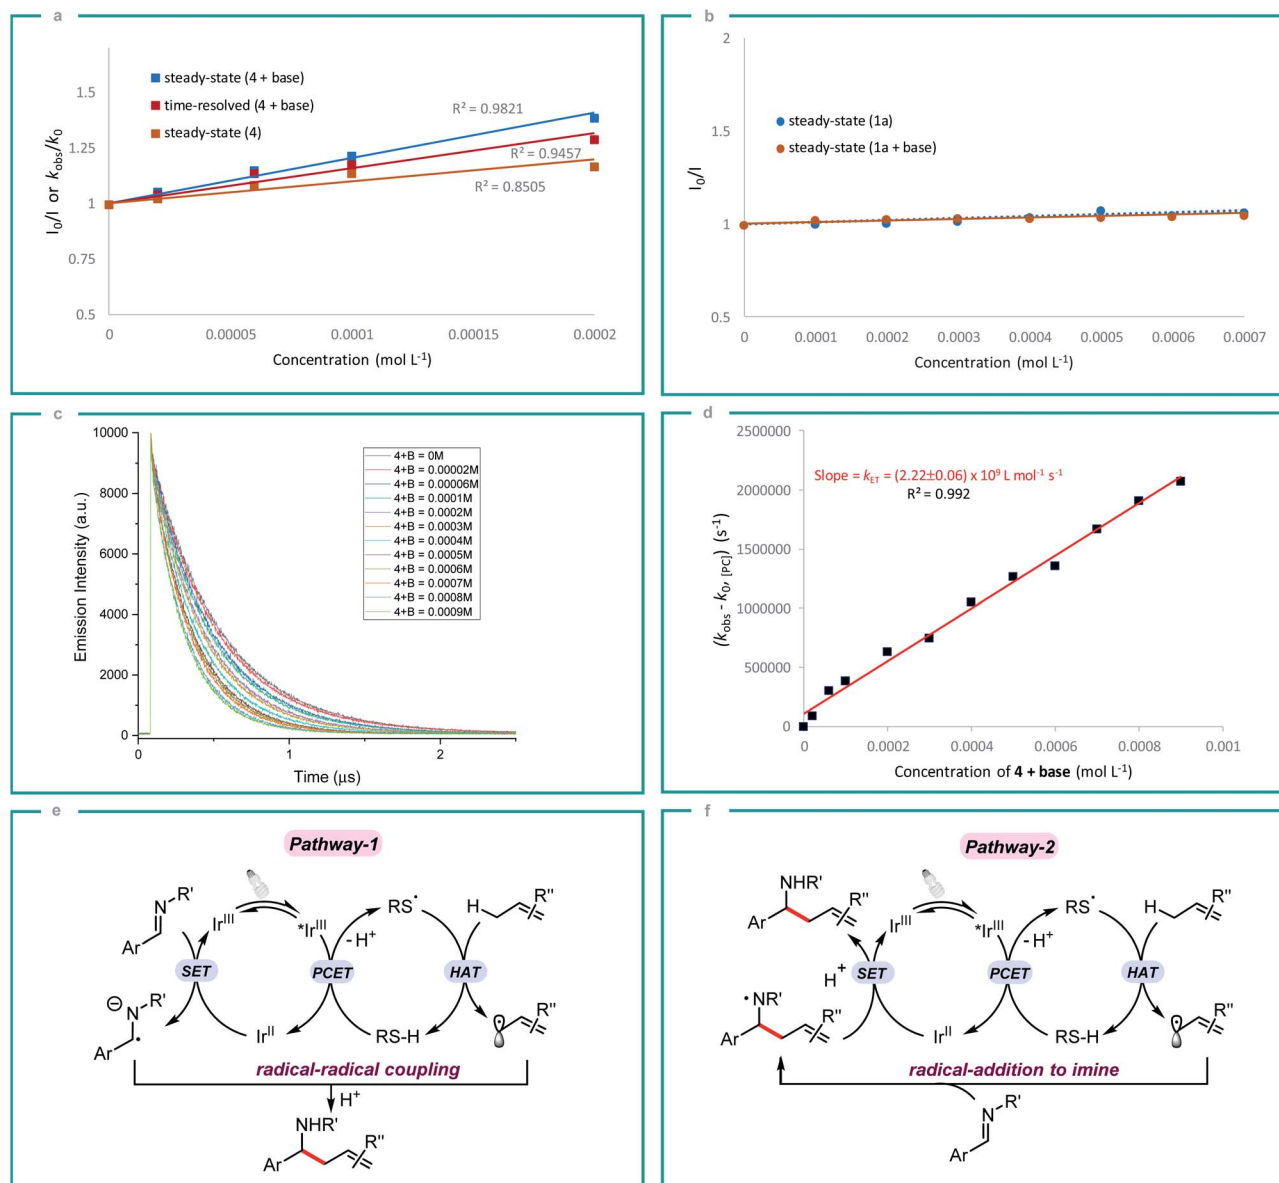 a
steady-state (4 + base)
time-resolved (4 + base)
steady-state (4)
R² = 0.9821
R² = 0.9457
R² = 0.8505
1.5
1.25
1
0.75
0.5
0
0.00005
0.0001
0.00015
0.0002
I₀/I or k_obs/k₀
Concentration (mol L⁻¹)
b
steady-state (1a)
steady-state (1a + base)
2
1.5
1
0.5
0
0.0001
0.0002
0.0003
0.0004
0.0005
0.0006
0.0007
I₀/I
Concentration (mol L⁻¹)
c
10000
8000
6000
4000
2000
0
0
1
2
Emission Intensity (a.u.)
Time (µs)
4+B = 0M
4+B = 0.00002M
4+B = 0.00006M
4+B = 0.0001M
4+B = 0.0002M
4+B = 0.0003M
4+B = 0.0004M
4+B = 0.0005M
4+B = 0.0006M
4+B = 0.0007M
4+B = 0.0008M
4+B = 0.0009M
d
Slope = k_ET = (2.22±0.06) x 10⁹ L mol⁻¹ s⁻¹
R² = 0.992
2500000
2000000
1500000
1000000
500000
0
0
0.0002
0.0004
0.0006
0.0008
0.001
(k_obs - k₀, [PC]) (s⁻¹)
Concentration of 4 + base (mol L⁻¹)
e
Pathway-1
N
R'
Ar
Ir^III
*Ir^III
- H⁺
RS•
H
R"
SET
PCET
HAT
⊖
N
R'
Ar
Ir^II
RS-H
R"
radical-radical coupling
H⁺
NHR'
R"
Ar
f
Pathway-2
NHR'
R"
Ar
Ir^III
*Ir^III
- H⁺
RS•
H
R"
H⁺
SET
PCET
HAT
•NR'
R"
Ar
Ir^II
RS-H
R"
radical-addition to imine
N
R'
Ar